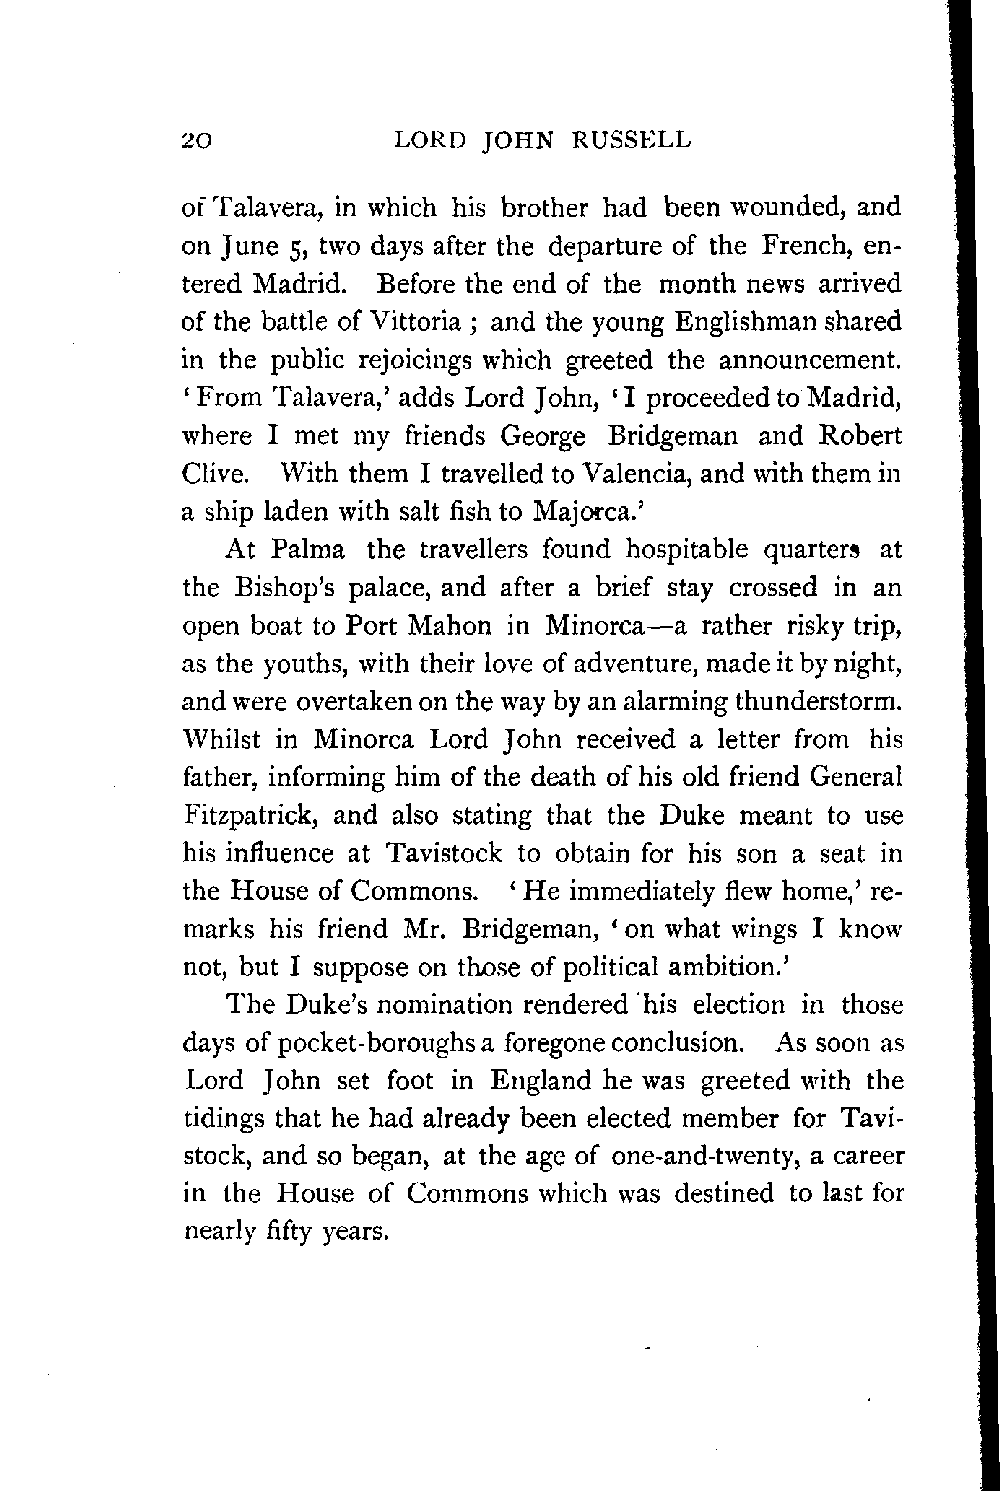 20 LORD JOHN RUSSELL
of Talavera, in which his brother had been wounded, and
on June 5, two days after the departure of the French, en-
tered Madrid. Before the end of the month news arrived
of the battle of Vittoria ; and the young Englishman shared
in the public rejoicings which greeted the announcement.
‘ From Talavera,’ adds Lord John, ‘ I proceeded to Madrid,
where I met my friends George Bridgeman and Robert
Clive. With them I travelled to Valencia, and with them in
a ship laden with salt fish to Majorca.’
At Palma the travellers found hospitable quarters at
the Bishop’s palace, and after a brief stay crossed in an
open boat to Port Mahon in Minorca—a rather risky trip,
as the youths, with their love of adventure, made it by night,
and were overtaken on the way by an alarming thunderstorm.
Whilst in Minorca Lord John received a letter from his
father, informing him of the death of his old friend General
Fitzpatrick, and also stating that the Duke meant to use
his influence at Tavistock to obtain for his son a seat in
the House of Commons. ‘ He immediately flew home,’ re-
marks his friend Mr. Bridgeman, ‘ on what wings I know
not, but I suppose on those of political ambition.’
The Duke’s nomination rendered his election in those
days of pocket-boroughs a foregone conclusion. As soon as
Lord John set foot in England he was greeted with the
tidings that he had already been elected member for Tavi-
stock, and so began, at the age of one-and-twenty, a career
in the House of Commons which was destined to last for
nearly fifty years.